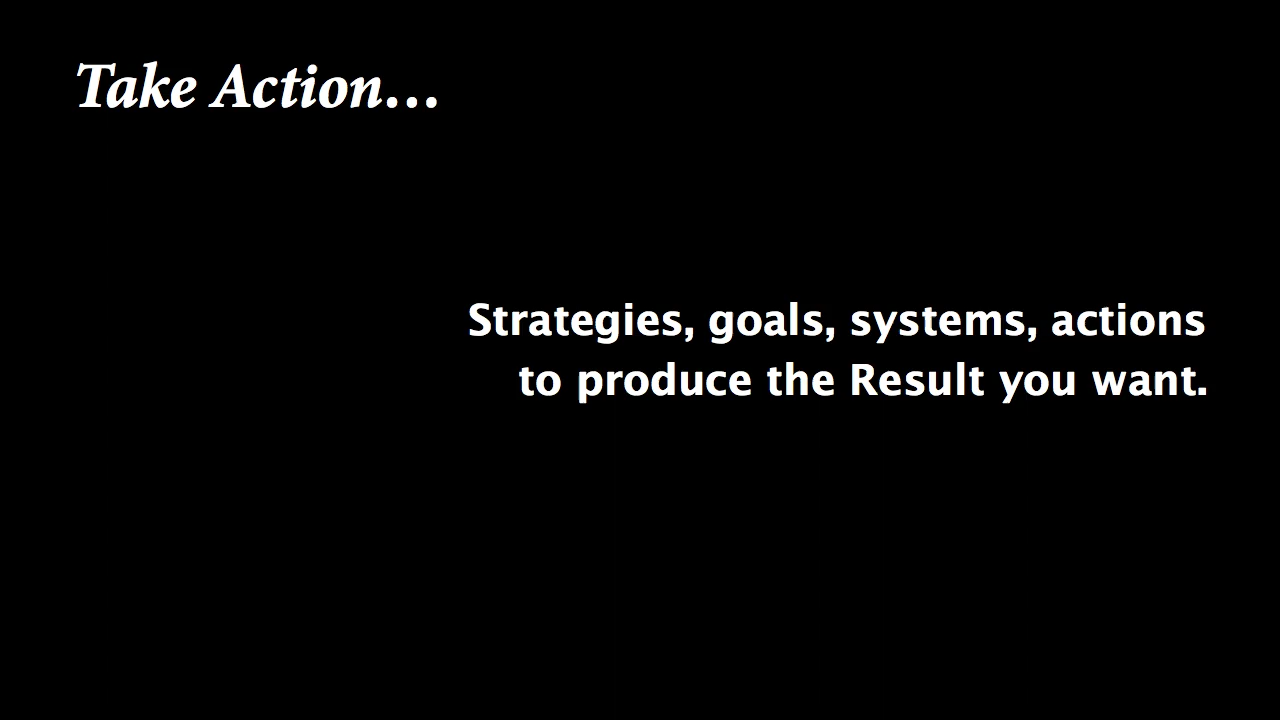 Take Action...
Strategies, goals, systems, actions
to produce the Result you want.